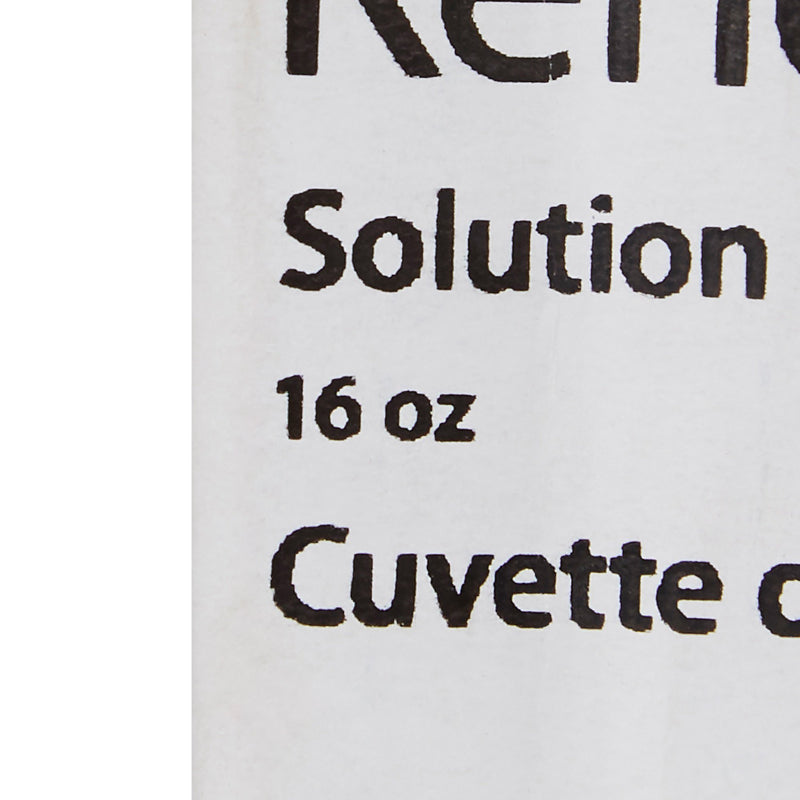 Solution
16 oz
Cuvette